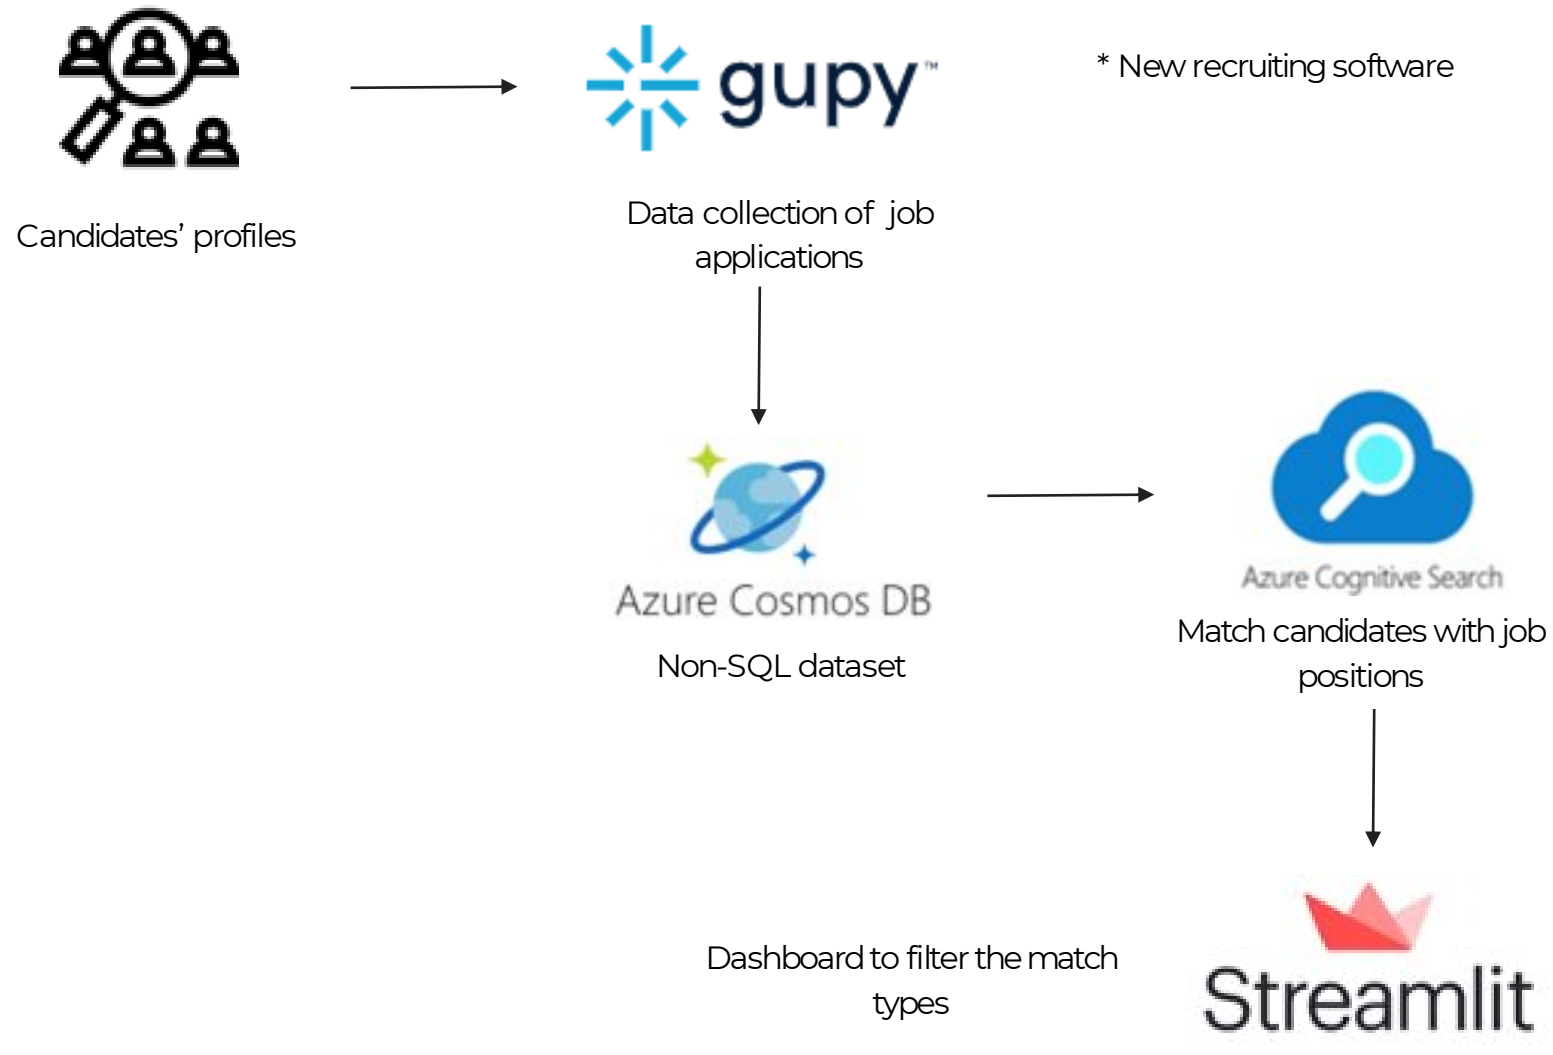 gupy™
* New recruiting software
Candidates’ profiles
Data collection of job
applications
Azure Cosmos DB
Non-SQL dataset
Azure Cognitive Search
Match candidates with job
positions
Dashboard to filter the match
types
Streamlit